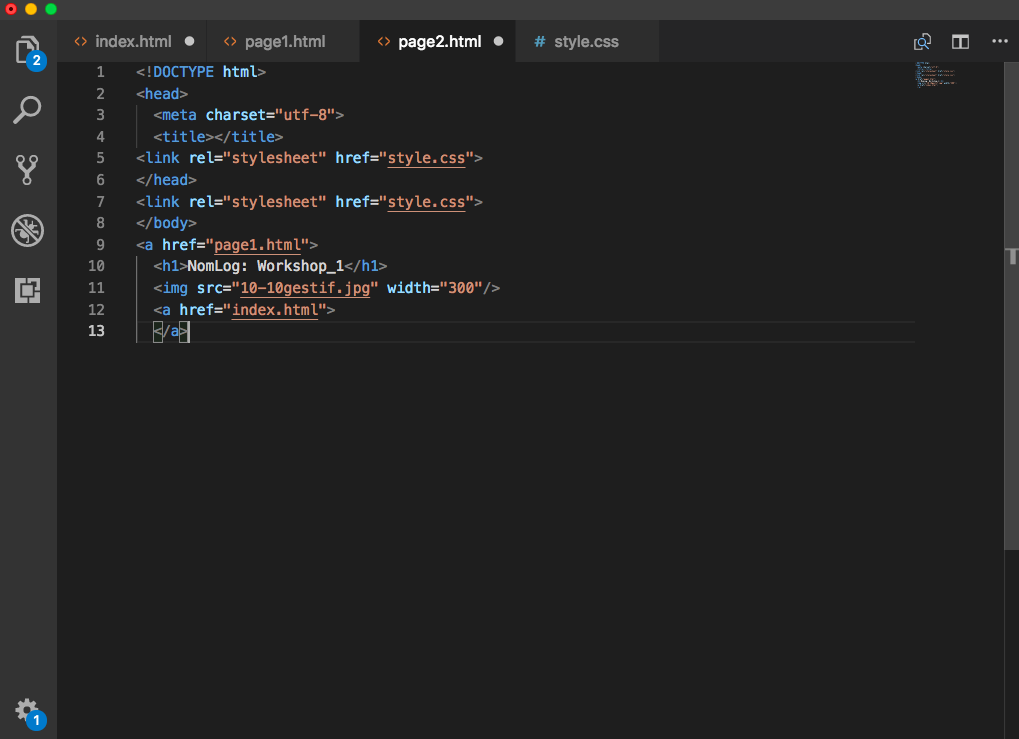 index.html page1.html page2.html # style.css
2
1 <!DOCTYPE html>
2 <head>
3 <meta charset="utf-8">
4 <title></title>
5 <link rel="stylesheet" href="style.css">
6 </head>
7 <link rel="stylesheet" href="style.css">
8 </body>
9 <a href="page1.html">
10 <h1>NomLog: Workshop_1</h1>
11 <img src="10-10gestif.jpg" width="300"/>
12 <a href="index.html">
13 </a>
1